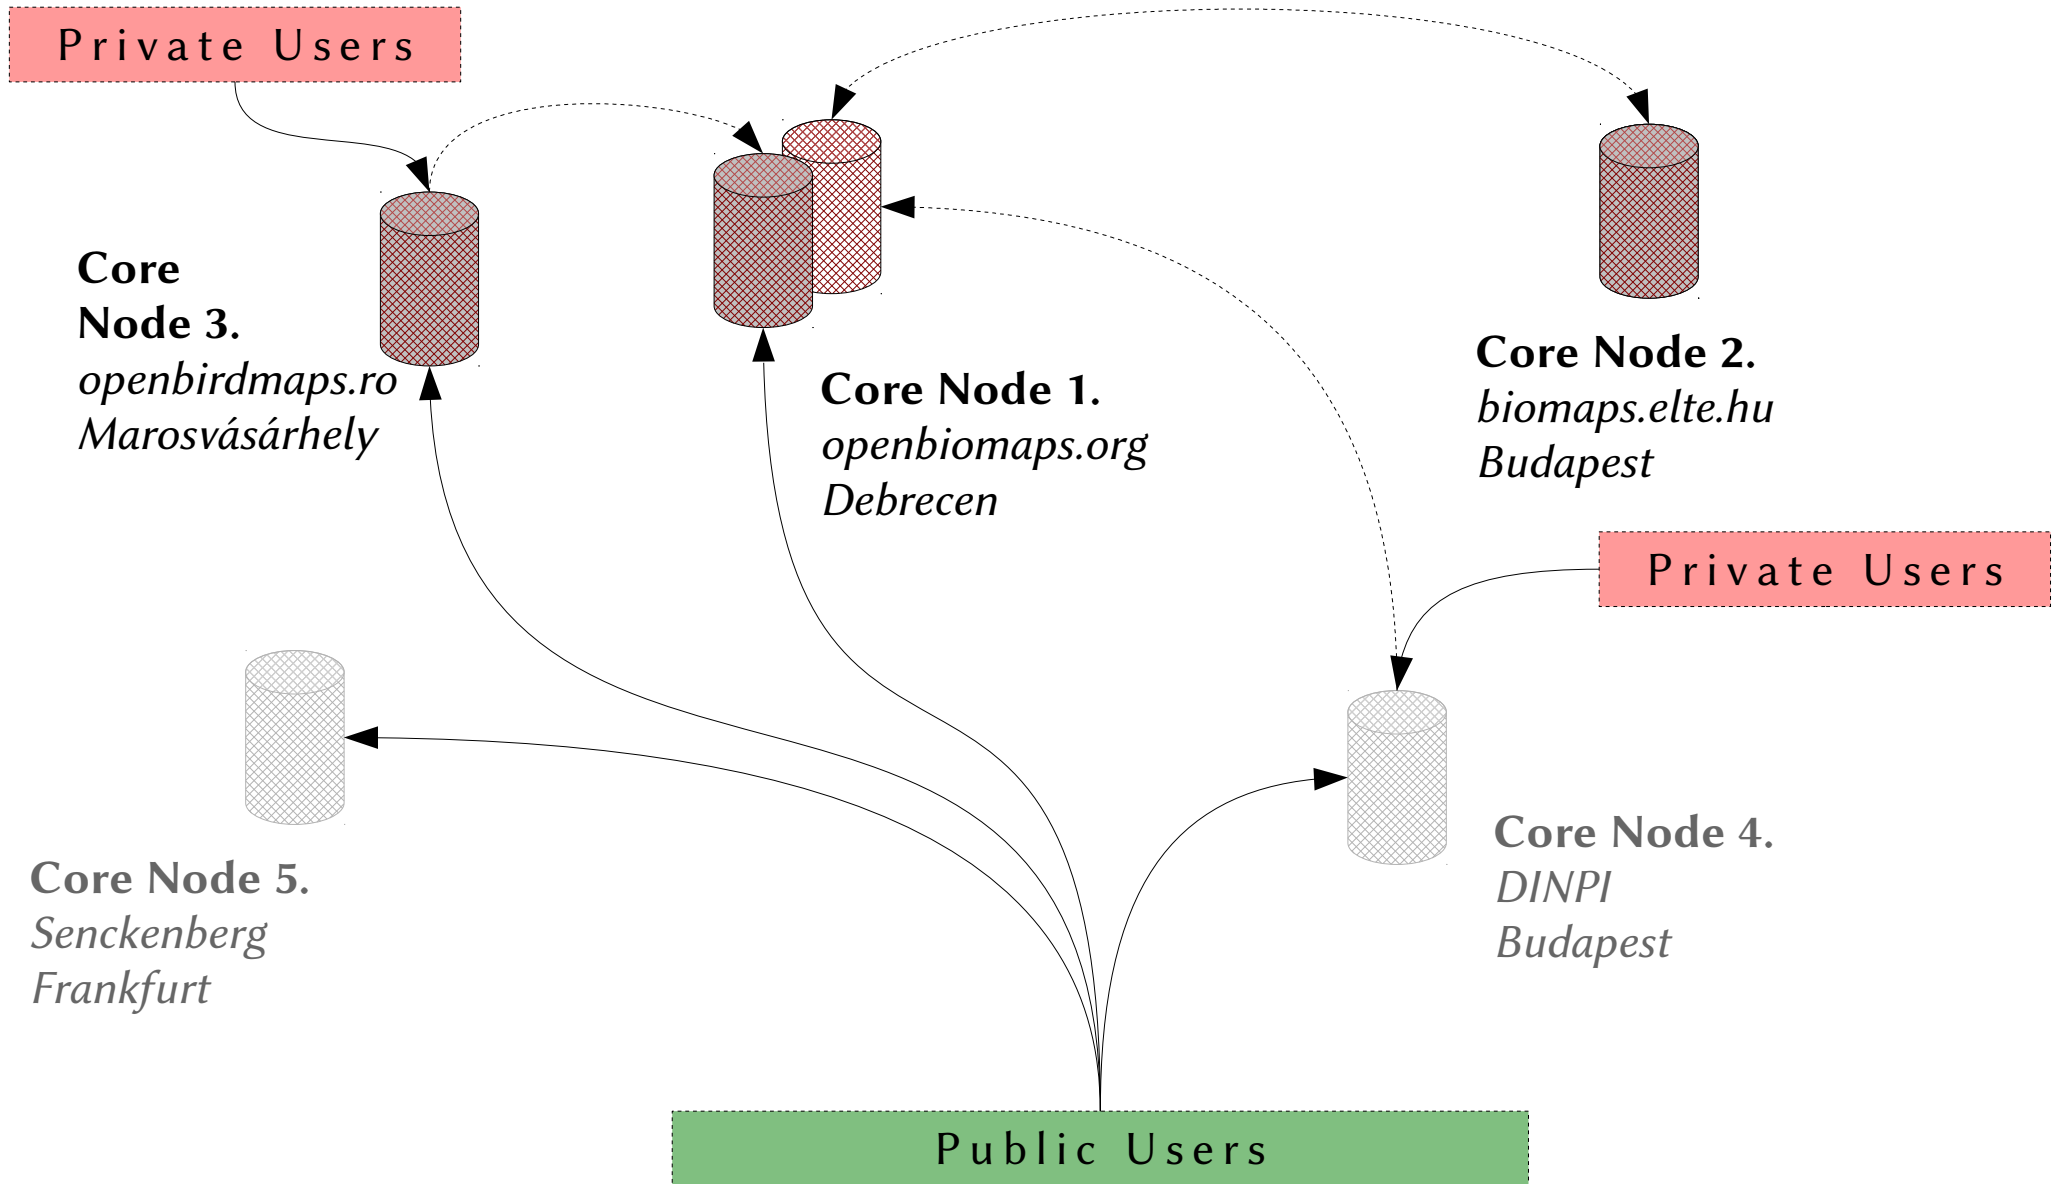 Private Users
Core
Node 3.
openbirdmaps.ro
Marosvásárhely
Core Node 1.
openbiomaps.org
Debrecen
Core Node 2.
biomaps.elte.hu
Budapest
Private Users
Core Node 5.
Senckenberg
Frankfurt
Core Node 4.
DINPI
Budapest
Public Users